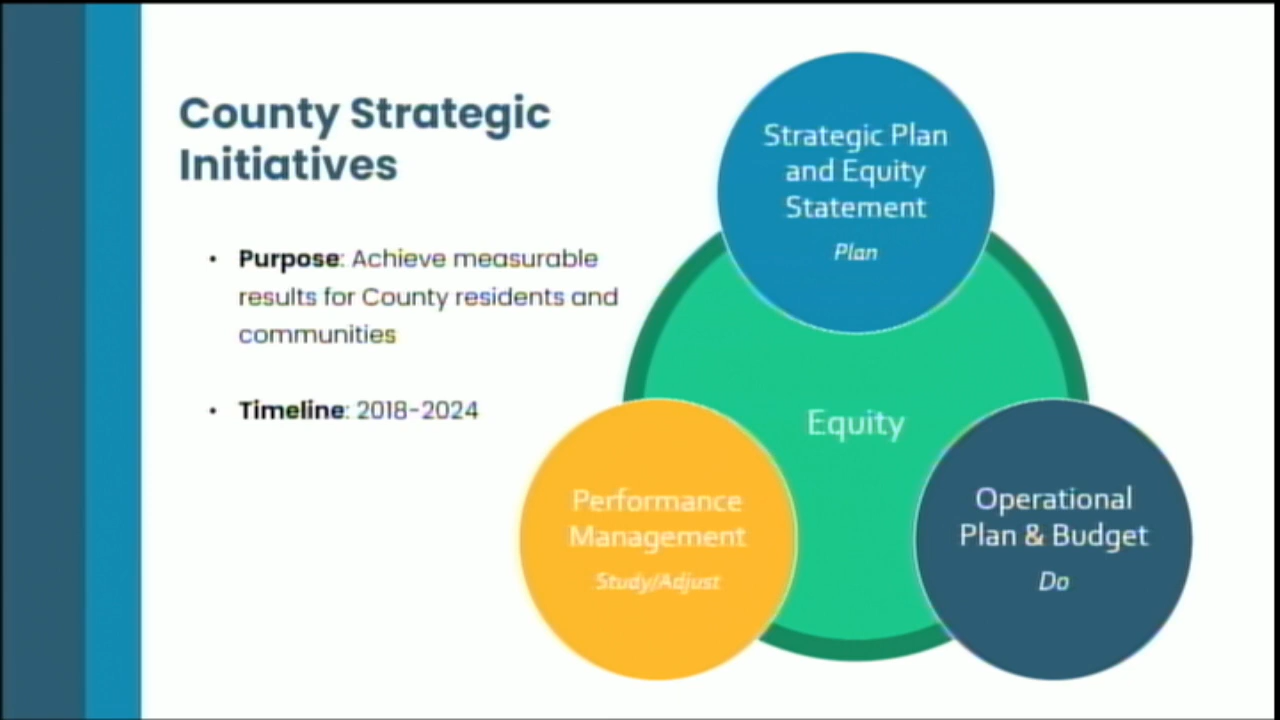 County Strategic
Initiatives
• Purpose: Achieve measurable
results for County residents and
communities
• Timeline: 2018-2024
Strategic Plan
and Equity
Statement
Plan
Equity
Performance
Management
Study/Adjust
Operational
Plan & Budget
Do